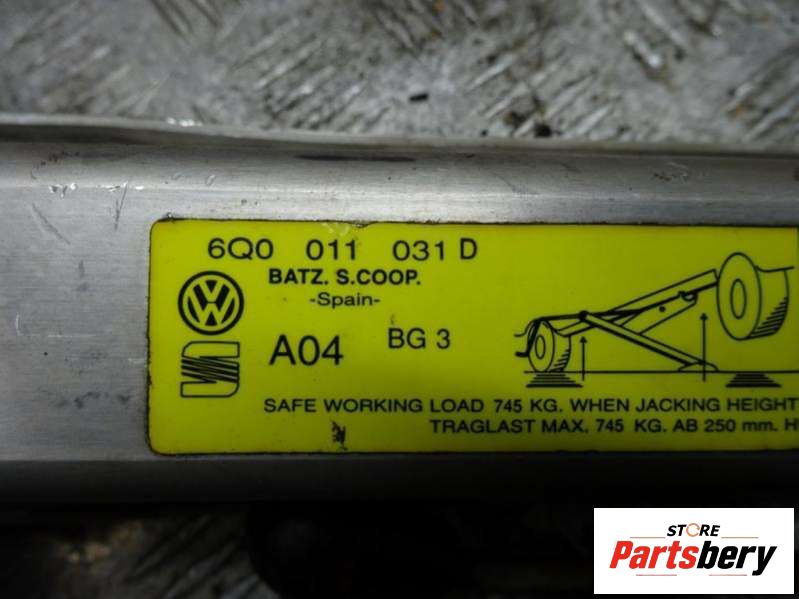 6Q0 011 031 D
BATZ. S.COOP.
-Spain-
A04 BG 3
SAFE WORKING LOAD 745 KG. WHEN JACKING HEIGHT
TRAGLAST MAX. 745 KG. AB 250 mm. H
STORE
Partsbery